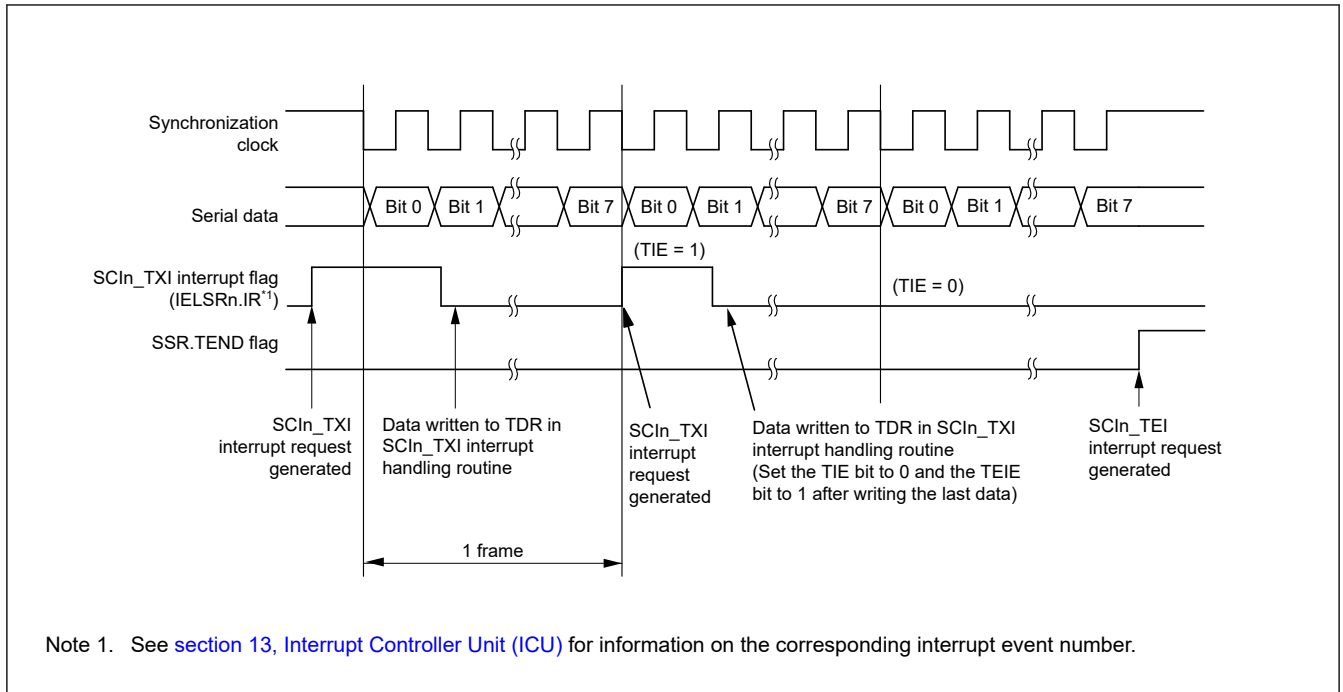 Synchronization
clock
Serial data
Bit 0 Bit 1 Bit 7 Bit 0 Bit 1 Bit 7 Bit 0 Bit 1 Bit 7
(TIE = 1)
SCIn_TXI interrupt flag
(IELSRn.IR*1)
(TIE = 0)
SSR.TEND flag
SCIn_TXI
interrupt request
generated
Data written to TDR in
SCIn_TXI interrupt
handling routine
SCIn_TXI
interrupt
request
generated
Data written to TDR in SCIn_TXI
interrupt handling routine
(Set the TIE bit to 0 and the TEIE
bit to 1 after writing the last data)
SCIn_TEI
interrupt request
generated
1 frame
Note 1. See section 13, Interrupt Controller Unit (ICU) for information on the corresponding interrupt event number.